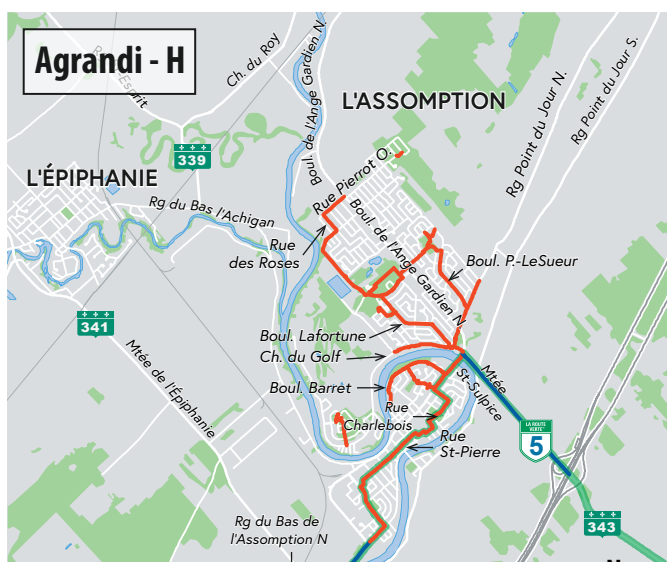 Agrandi - H
Ch. du Roy
Boul. de l'Ange Gardien N.
L'ASSOMPTION
Rg Point du Jour N.
Rg Point du Jour S.
339
L'ÉPIPHANIE
Rue Pierrot O.
Rg du Bas l'Achigan
Rue
des Roses
Boul. de l'Ange Gardien N
Boul. P.-LeSueur
341
Boul. Lafortune
Ch. du Golf
Mtée de l'Épiphanie
Boul. Barret
Mtée
St-Sulpice
Rue
Charlebois
Rue
St-Pierre
LA ROUTE
VERTE
5
343
Rg du Bas de
l'Assomption N